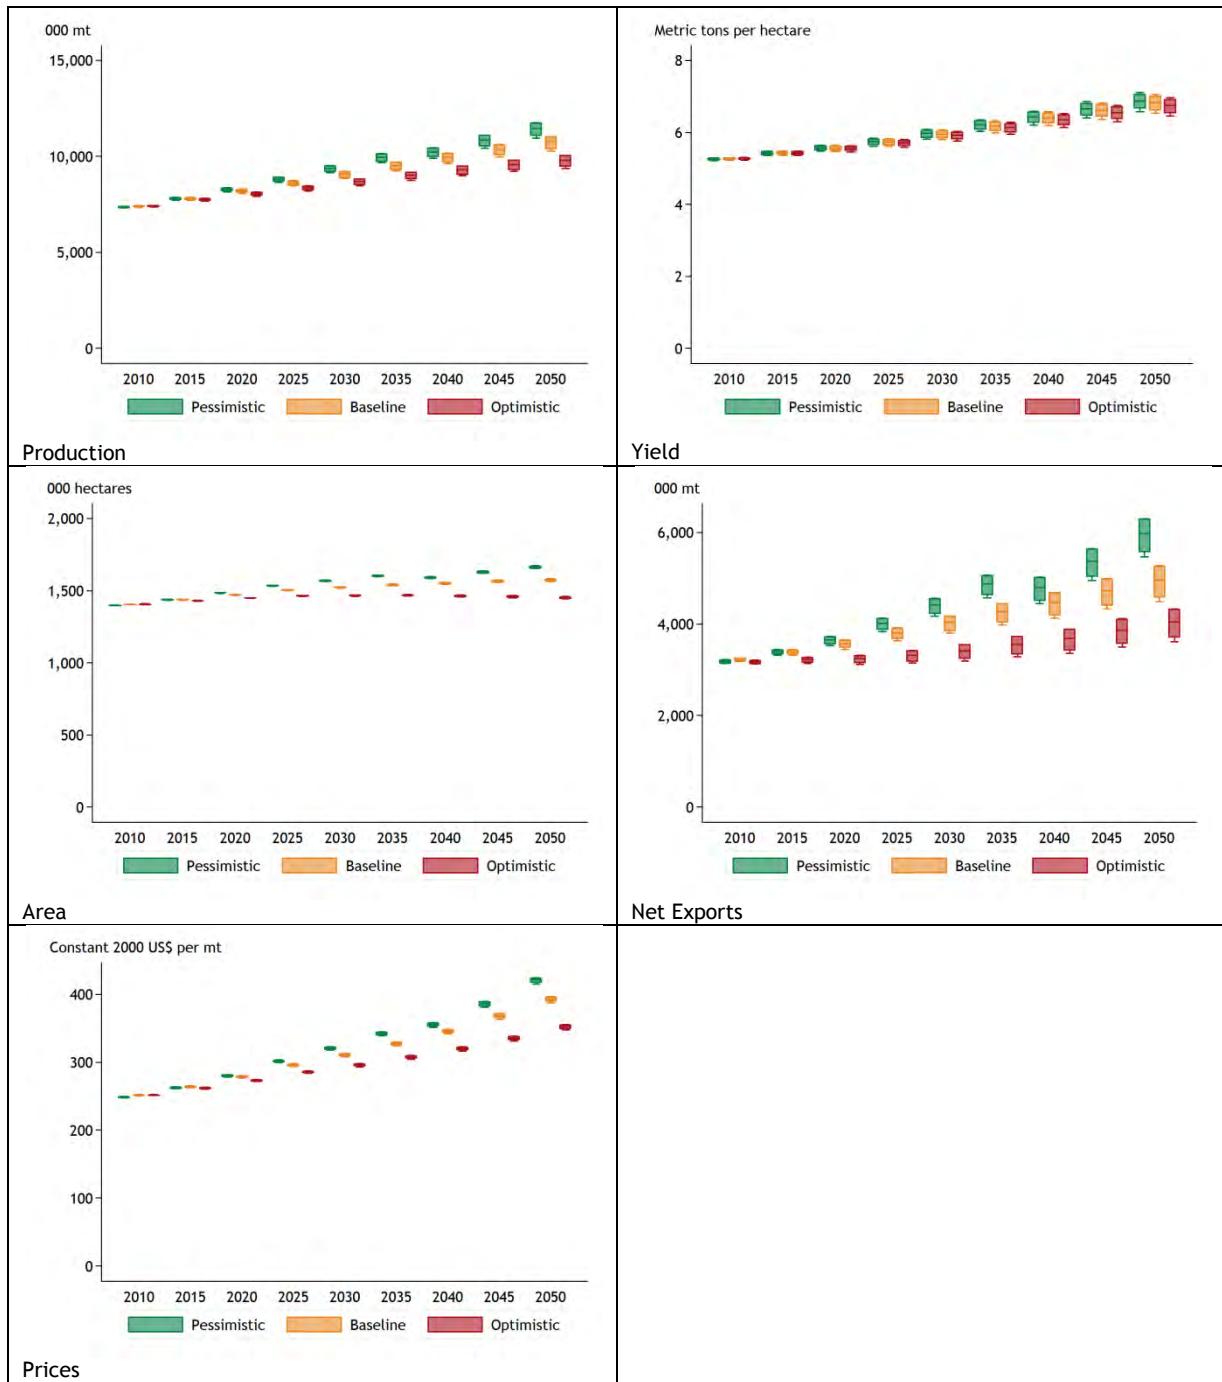 000 mt
15,000
10,000
5,000
0
2010 2015 2020 2025 2030 2035 2040 2045 2050
Pessimistic Baseline Optimistic
Production
Metric tons per hectare
8
6
4
2
0
2010 2015 2020 2025 2030 2035 2040 2045 2050
Pessimistic Baseline Optimistic
Yield
000 hectares
2,000
1,500
1,000
500
0
2010 2015 2020 2025 2030 2035 2040 2045 2050
Pessimistic Baseline Optimistic
Area
000 mt
6,000
4,000
2,000
0
2010 2015 2020 2025 2030 2035 2040 2045 2050
Pessimistic Baseline Optimistic
Net Exports
Constant 2000 US$ per mt
400
300
200
100
0
2010 2015 2020 2025 2030 2035 2040 2045 2050
Pessimistic Baseline Optimistic
Prices